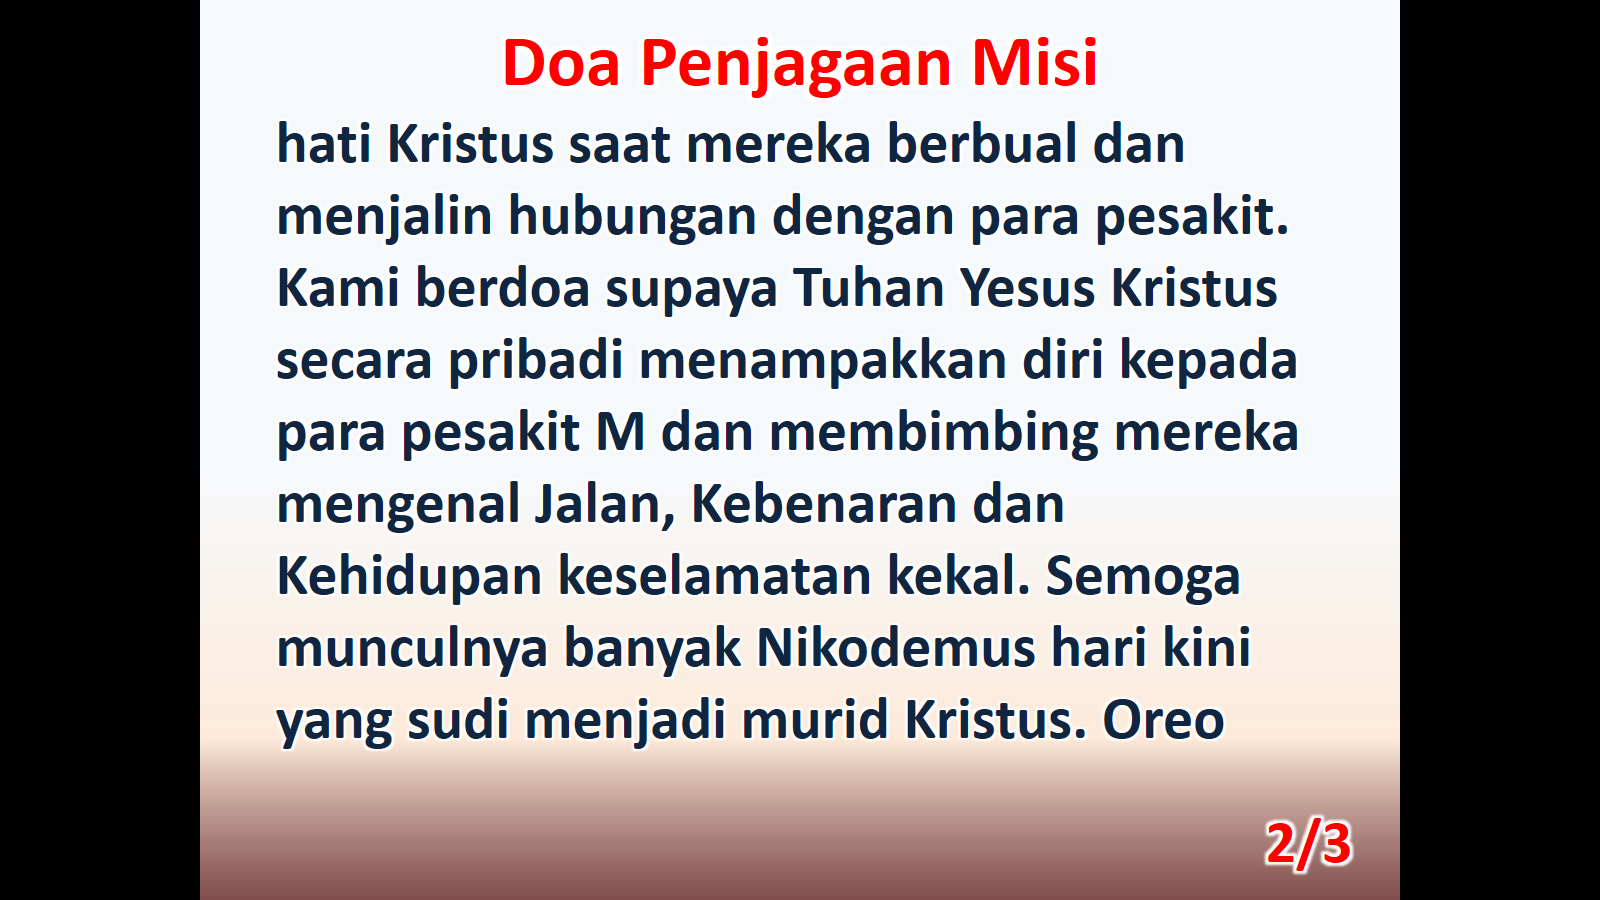 Doa Penjagaan Misi
hati Kristus saat mereka berbual dan
menjalin hubungan dengan para pesakit.
Kami berdoa supaya Tuhan Yesus Kristus
secara pribadi menampakkan diri kepada
para pesakit M dan membimbing mereka
mengenal Jalan, Kebenaran dan
Kehidupan keselamatan kekal. Semoga
munculnya banyak Nikodemus hari kini
yang sudi menjadi murid Kristus. Oreo
2/3